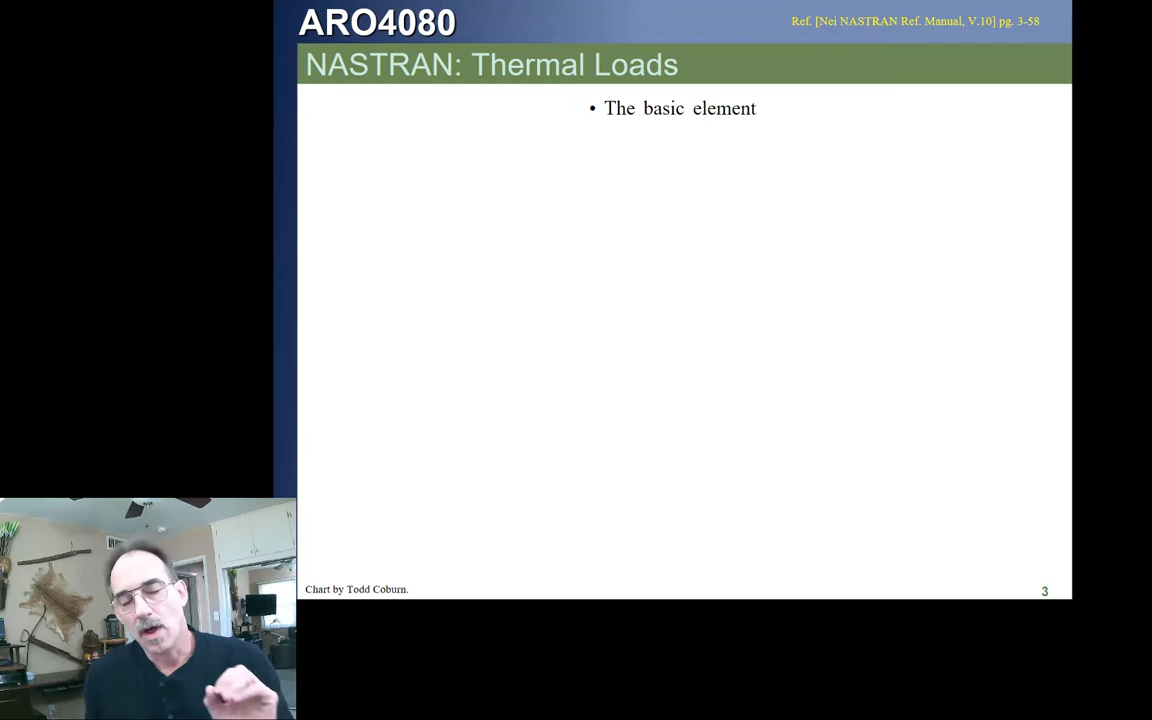 ARO4080
Ref. [Nei NASTRAN Ref. Manual, V.10] pg. 3-58
NASTRAN: Thermal Loads
• The basic element
Chart by Todd Coburn.
3